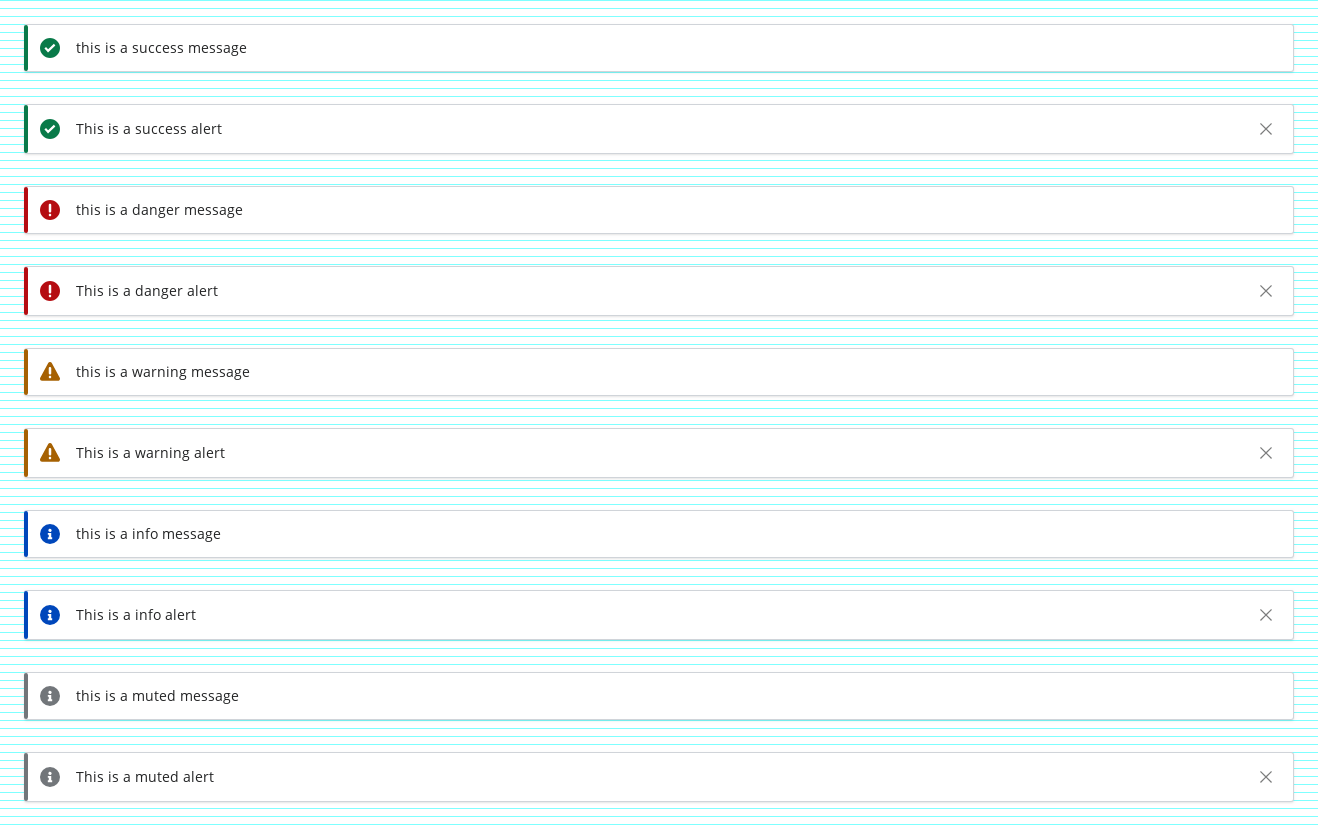 this is a success message
This is a success alert
this is a danger message
This is a danger alert
this is a warning message
This is a warning alert
this is a info message
This is a info alert
this is a muted message
This is a muted alert